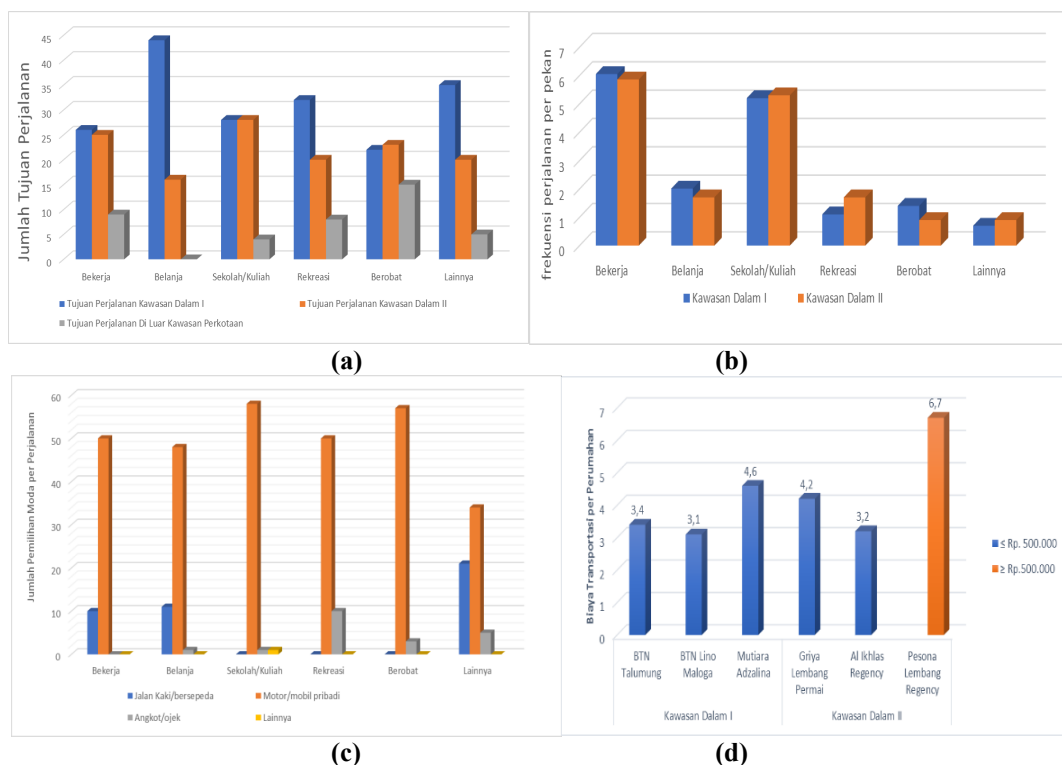 Jumlah Tujuan Perjalanan
45
40
35
30
25
20
15
10
5
0
Bekerja Belanja Sekolah/Kuliah Rekreasi Berobat Lainnya
Tujuan Perjalanan Kawasan Dalam I Tujuan Perjalanan Kawasan Dalam II
Tujuan Perjalanan Di Luar Kawasan Perkotaan
(a)
frekuensi perjalanan per pekan
7
6
5
4
3
2
1
0
Bekerja Belanja Sekolah/Kuliah Rekreasi Berobat Lainnya
Kawasan Dalam I Kawasan Dalam II
(b)
Jumlah Pemilihan Moda per Perjalanan
60
50
40
30
20
10
0
Bekerja Belanja Sekolah/Kuliah Rekreasi Berobat Lainnya
Jalan Kaki/bersepeda Motor/mobil pribadi
Angkot/ojek Lainnya
(c)
Biaya Transportasi per Perumahan
7
6
5
4
3
2
1
0
3,4 3,1 4,6 4,2 3,2 6,7
BTN Talumung
BTN Lino Maloga
Mutiara Adzalina
Griya Lembang Permai
Al Ikhlas Regency
Pesona Lembang Regency
Kawasan Dalam I Kawasan Dalam II
≤ Rp. 500.000
≥ Rp.500.000
(d)